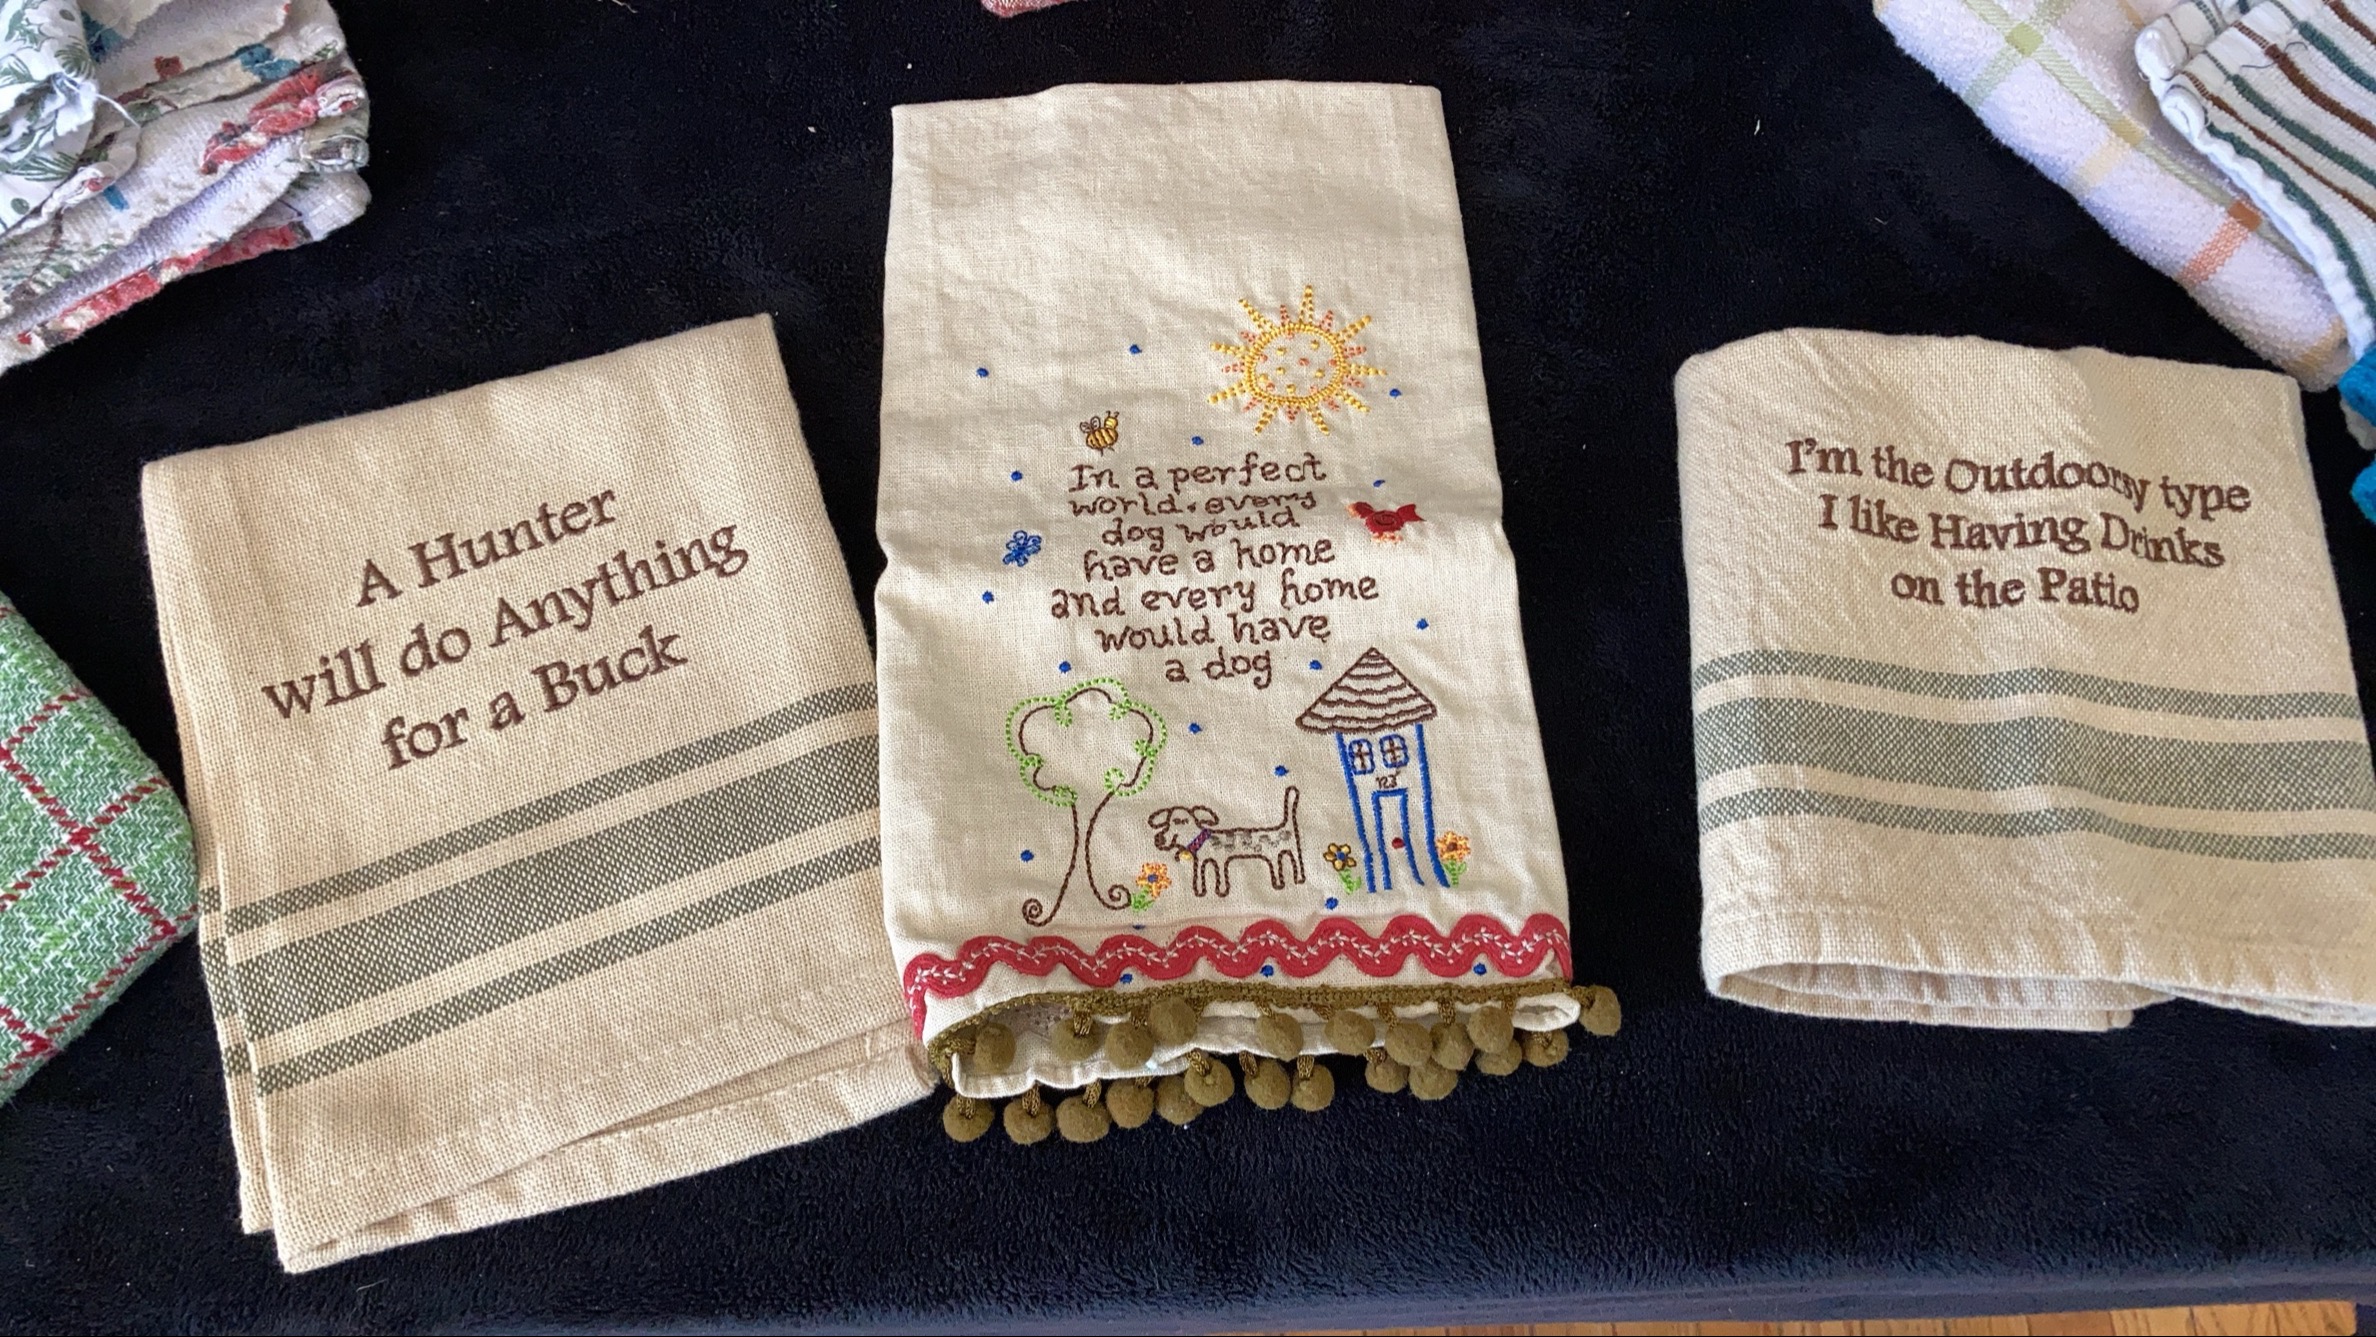 A Hunter
will do Anything
for a Buck
In a perfect
world, every
dog would
have a home
and every home
would have
a dog
I'm the Outdoorsy type
I like Having Drinks
on the Patio